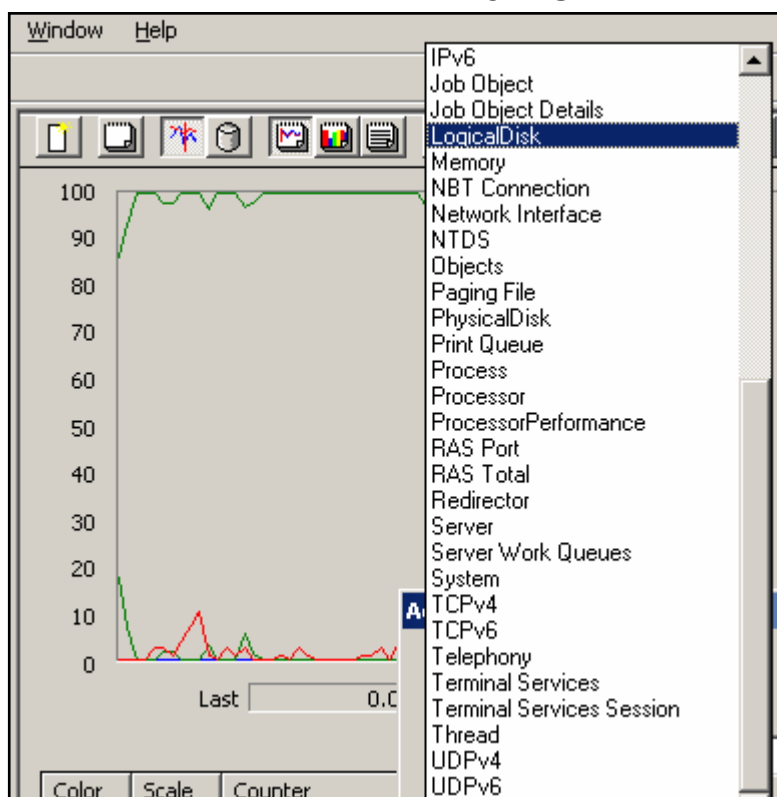 Window Help
IPv6
Job Object
Job Object Details
LogicalDisk
Memory
NBT Connection
Network Interface
NTDS
Objects
Paging File
PhysicalDisk
Print Queue
Process
Processor
ProcessorPerformance
RAS Port
RAS Total
Redirector
Server
Server Work Queues
System
TCPv4
TCPv6
Telephony
Terminal Services
Terminal Services Session
Thread
UDPv4
UDPv6
100
90
80
70
60
50
40
30
20
10
0
Last 0.0
Color Scale Counter